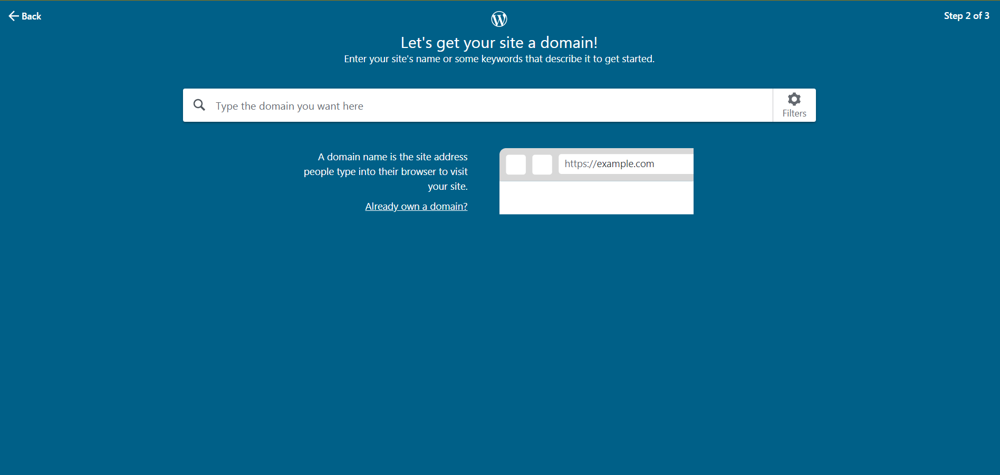 Back
Step 2 of 3
Let's get your site a domain!
Enter your site's name or some keywords that describe it to get started.
Type the domain you want here
Filters
A domain name is the site address
people type into their browser to visit
your site.
Already own a domain?
https://example.com